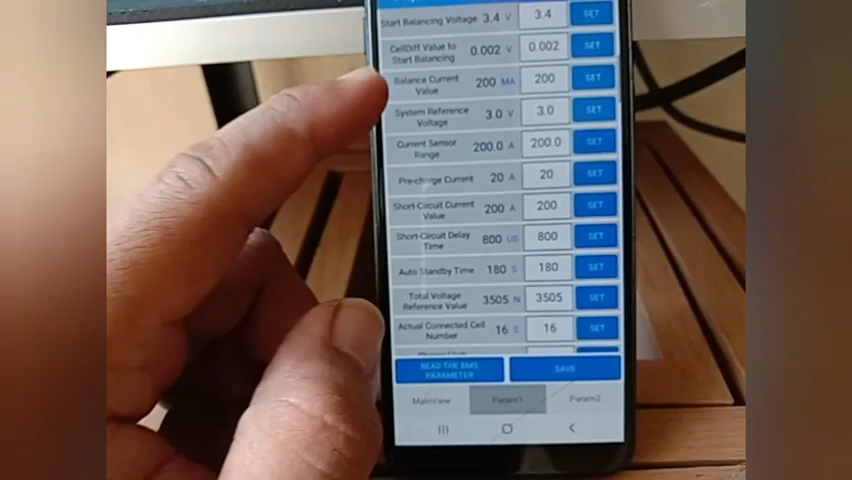 Start Balancing Voltage 3.4 V 3.4 SET
CellDiff Value to
Start Balancing 0.002 V 0.002 SET
Balance Current
Value 200 MA 200 SET
System Reference
Voltage 3.0 V 3.0 SET
Current Sensor
Range 200.0 A 200.0 SET
Pre-charge Current 20 A 20 SET
Short-Circuit Current
Value 200 A 200 SET
Short-Circuit Delay
Time 800 US 800 SET
Auto Standby Time 180 S 180 SET
Total Voltage
Reference Value 3505 N 3505 SET
Actual Connected Cell
Number 16 S 16 SET
READ THE BMS
PARAMETER
SAVE
MainView Param1 Param2